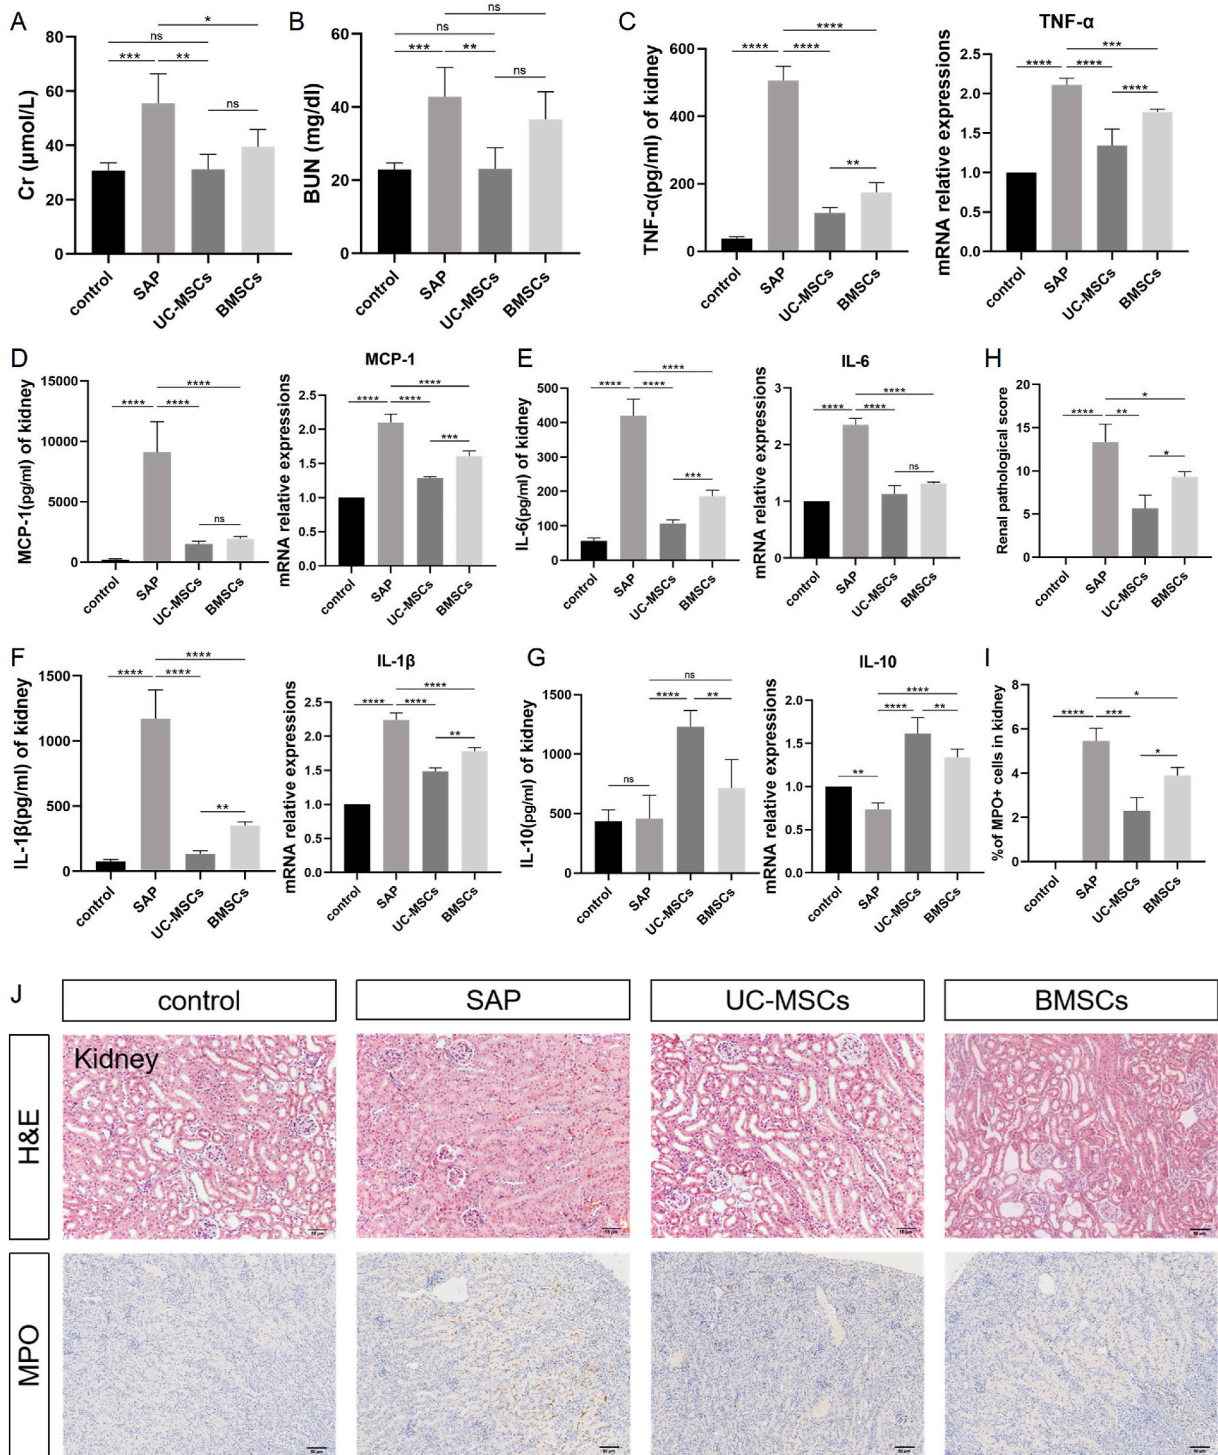 A
Cr (μmol/L)
80
60
40
20
0
*
ns
***
**
ns
control
SAP
UC-MSCs
BMSCs
B
BUN (mg/dl)
60
40
20
0
ns
ns
***
**
ns
control
SAP
UC-MSCs
BMSCs
C
TNF-α(pg/ml) of kidney
600
400
200
0
****
****
****
**
control
SAP
UC-MSCs
BMSCs
TNF-α
mRNA relative expressions
2.5
2.0
1.5
1.0
0.5
0.0
***
****
****
****
control
SAP
UC-MSCs
BMSCs
D
MCP-1(pg/ml) of kidney
15000
10000
5000
0
****
****
****
ns
control
SAP
UC-MSCs
BMSCs
MCP-1
mRNA relative expressions
2.5
2.0
1.5
1.0
0.5
0.0
****
****
****
***
control
SAP
UC-MSCs
BMSCs
E
IL-6(pg/ml) of kidney
500
400
300
200
100
0
****
****
****
***
control
SAP
UC-MSCs
BMSCs
IL-6
mRNA relative expressions
3
2
1
0
****
****
****
ns
control
SAP
UC-MSCs
BMSCs
H
Renal pathological score
20
15
10
5
0
*
****
**
*
control
SAP
UC-MSCs
BMSCs
F
IL-1β(pg/ml) of kidney
1500
1000
500
0
****
****
****
**
control
SAP
UC-MSCs
BMSCs
IL-1β
mRNA relative expressions
2.5
2.0
1.5
1.0
0.5
0.0
****
****
****
**
control
SAP
UC-MSCs
BMSCs
G
IL-10(pg/ml) of kidney
1500
1000
500
0
ns
****
**
ns
control
SAP
UC-MSCs
BMSCs
IL-10
mRNA relative expressions
2.0
1.5
1.0
0.5
0.0
****
****
**
**
control
SAP
UC-MSCs
BMSCs
I
%of MPO+ cells in kidney
8
6
4
2
0
*
****
***
*
control
SAP
UC-MSCs
BMSCs
J
control
SAP
UC-MSCs
BMSCs
H&E
Kidney
MPO